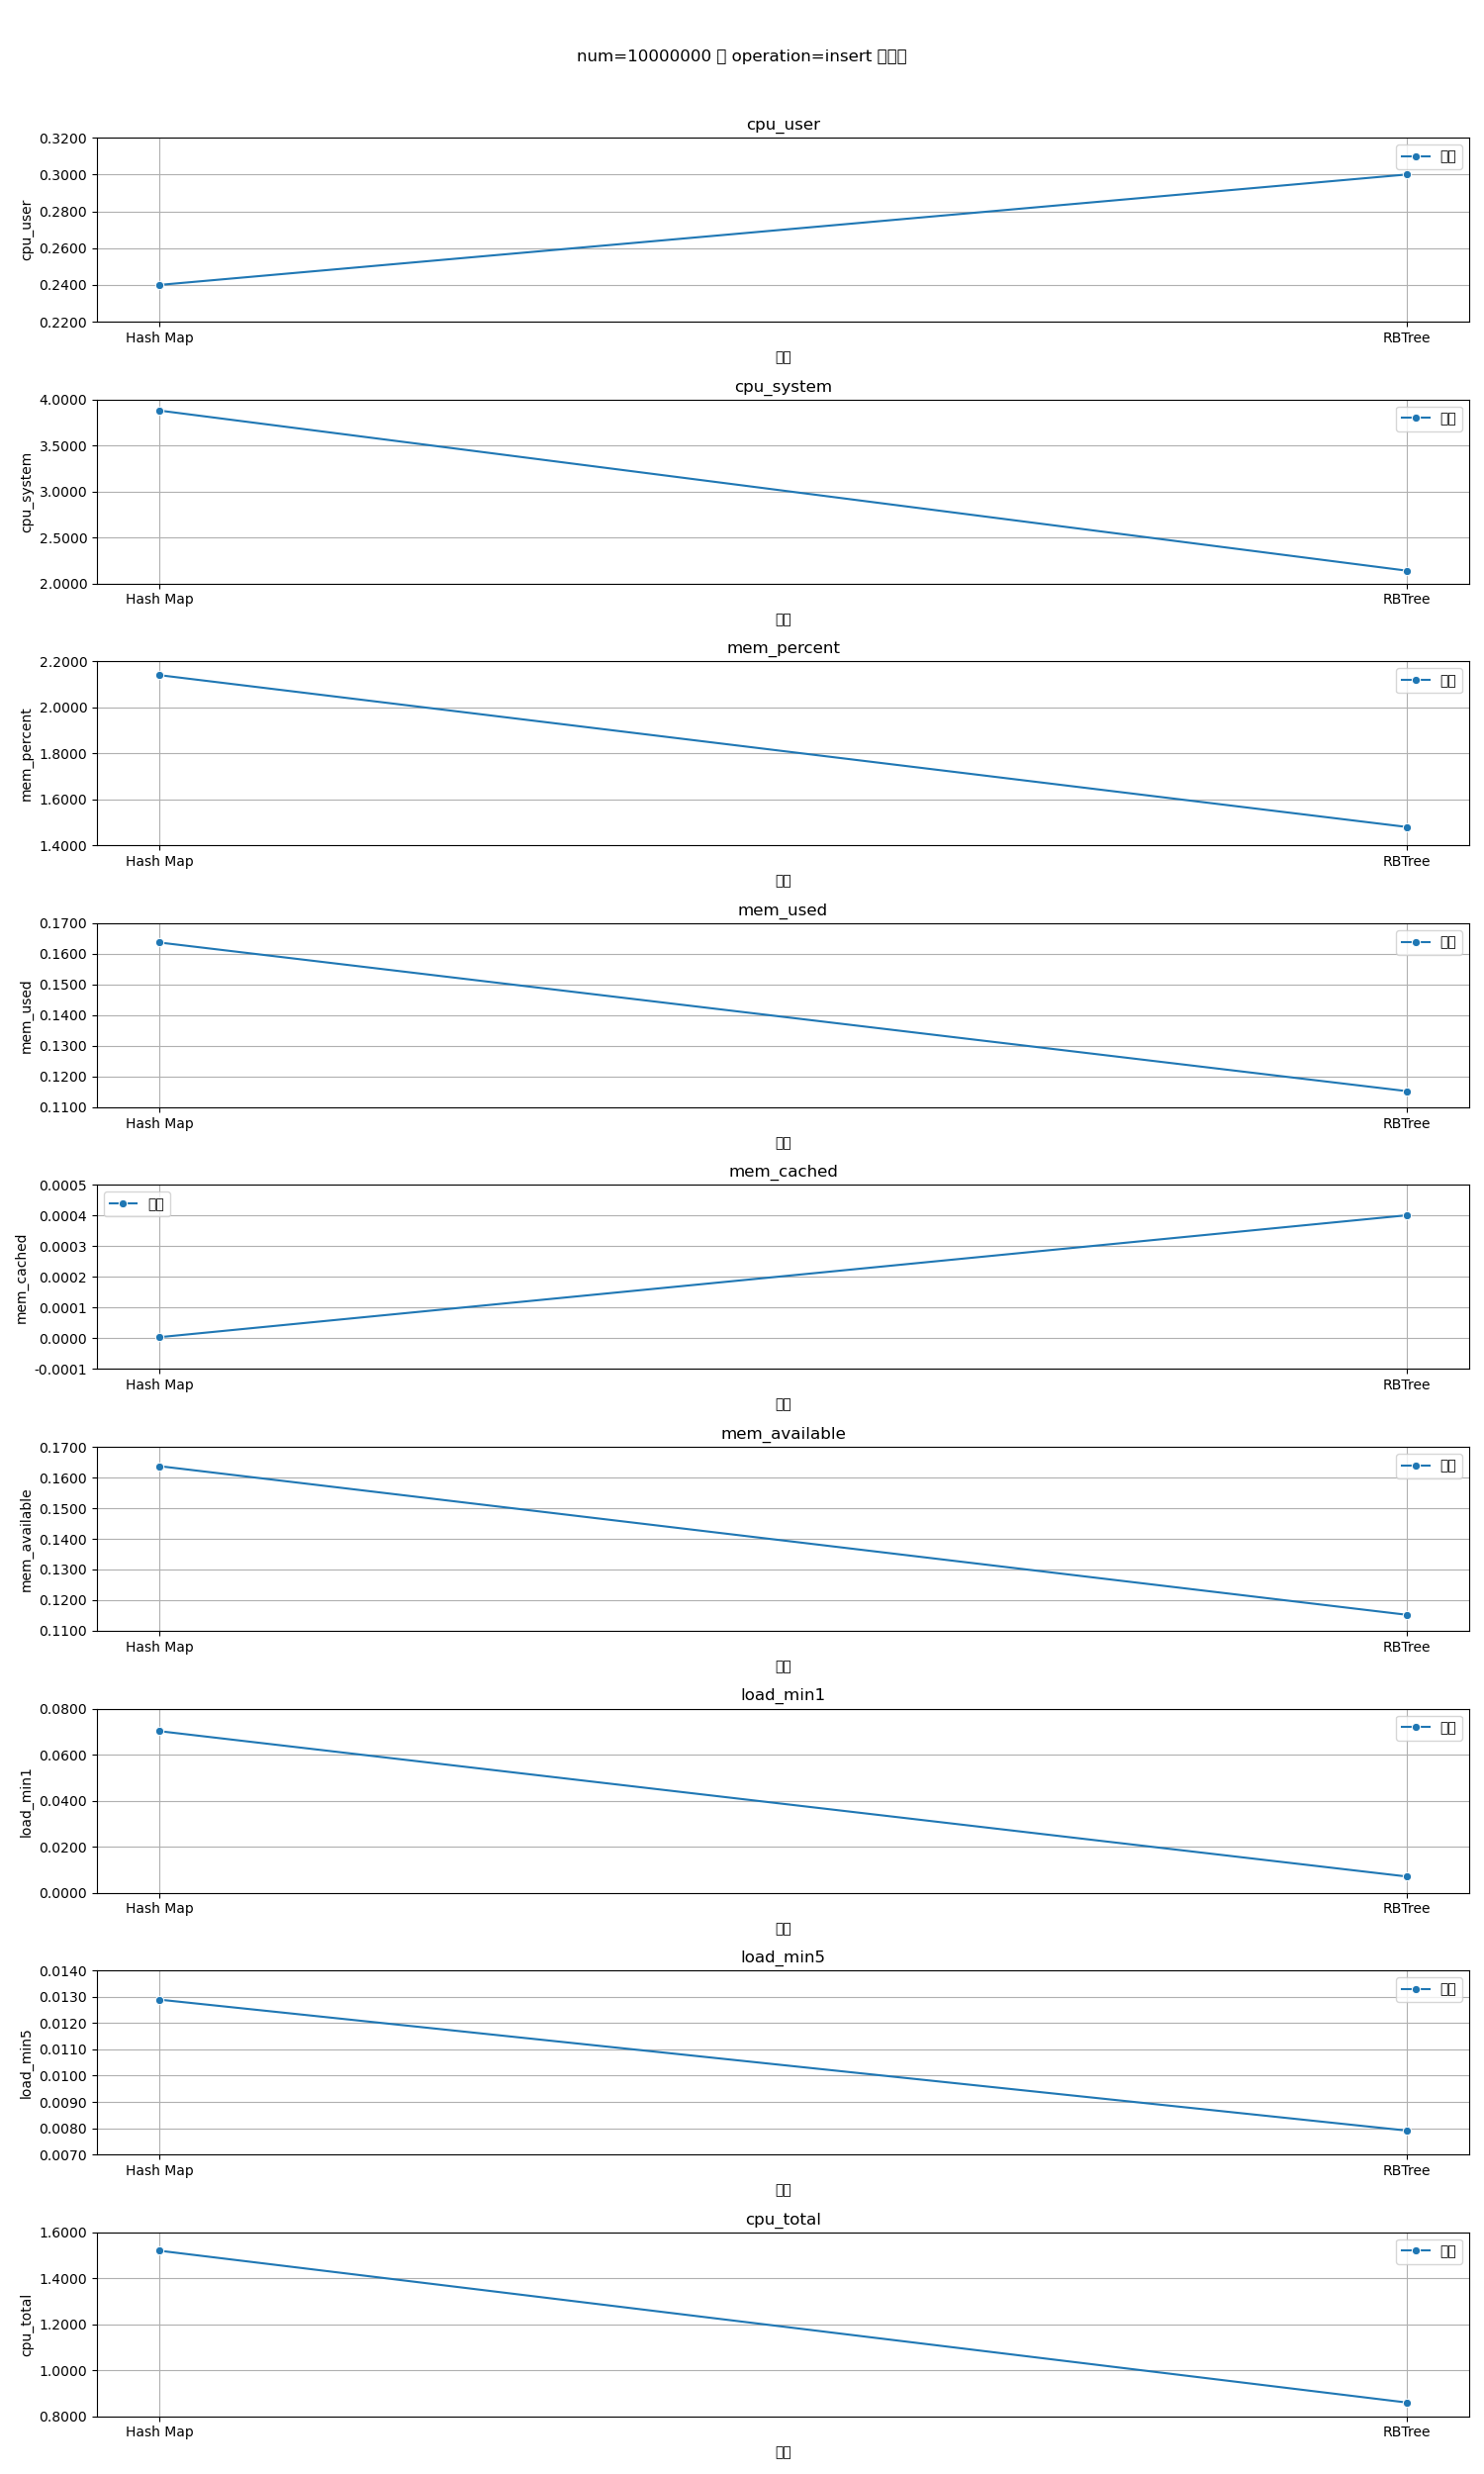 num=10000000 operation=insert
cpu_user
0.3200
0.3000
0.2800
0.2600
0.2400
0.2200
cpu_user
Hash Map RBTree
cpu_system
4.0000
3.5000
3.0000
2.5000
2.0000
cpu_system
Hash Map RBTree
mem_percent
2.2000
2.0000
1.8000
1.6000
1.4000
mem_percent
Hash Map RBTree
mem_used
0.1700
0.1600
0.1500
0.1400
0.1300
0.1200
0.1100
mem_used
Hash Map RBTree
mem_cached
0.0005
0.0004
0.0003
0.0002
0.0001
0.0000
-0.0001
mem_cached
Hash Map RBTree
mem_available
0.1700
0.1600
0.1500
0.1400
0.1300
0.1200
0.1100
mem_available
Hash Map RBTree
load_min1
0.0800
0.0600
0.0400
0.0200
0.0000
load_min1
Hash Map RBTree
load_min5
0.0140
0.0130
0.0120
0.0110
0.0100
0.0090
0.0080
0.0070
load_min5
Hash Map RBTree
cpu_total
1.6000
1.4000
1.2000
1.0000
0.8000
cpu_total
Hash Map RBTree